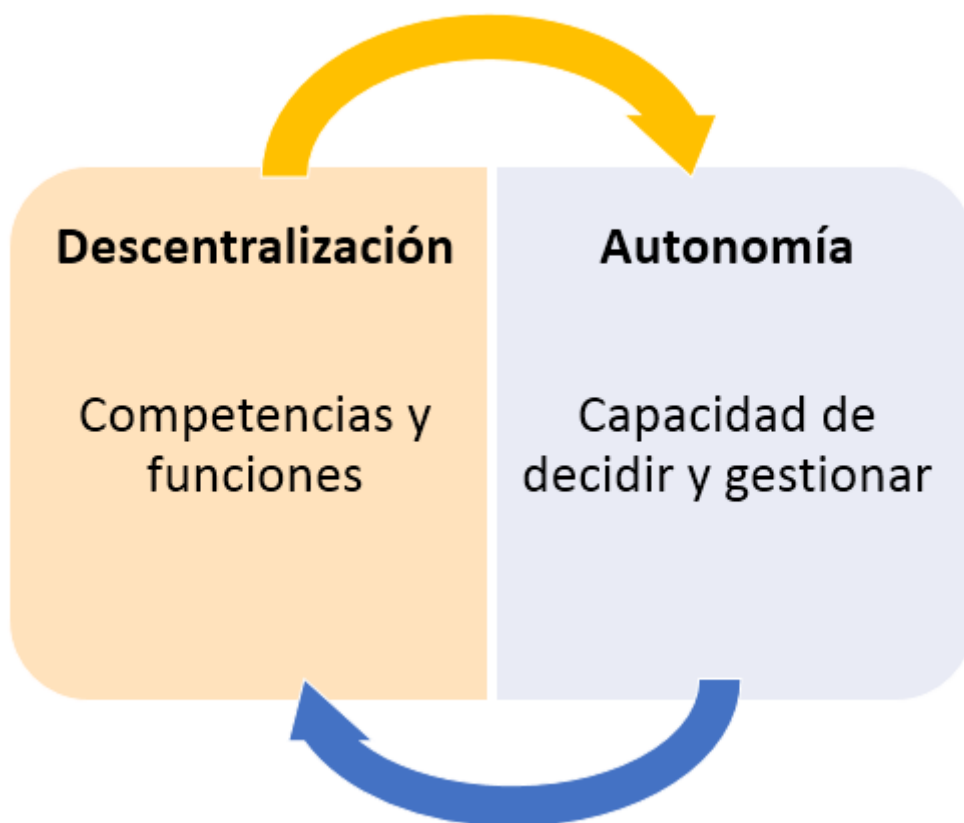 Descentralización
Competencias y
funciones
Autonomía
Capacidad de
decidir y gestionar